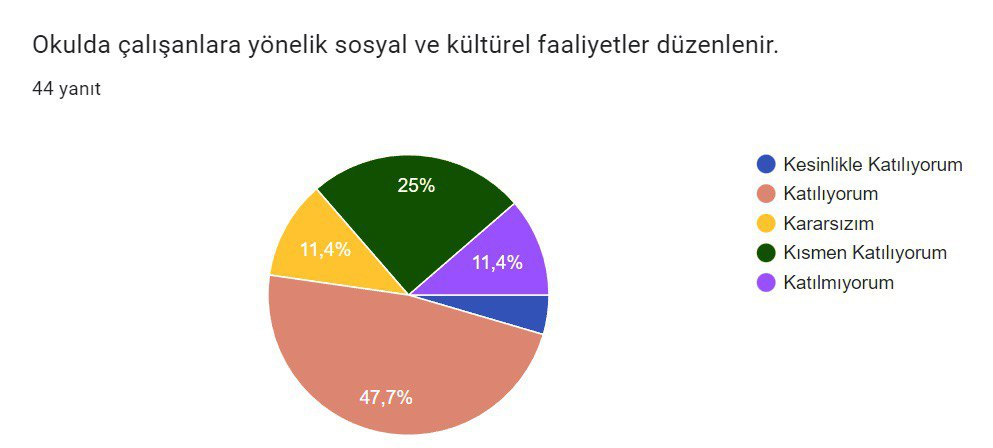 Okulda çalışanlara yönelik sosyal ve kültürel faaliyetler düzenlenir.
44 yanıt
25%
11,4%
11,4%
47,7%
Kesinlikle Katılıyorum
Katılıyorum
Kararsızım
Kısmen Katılıyorum
Katılmıyorum